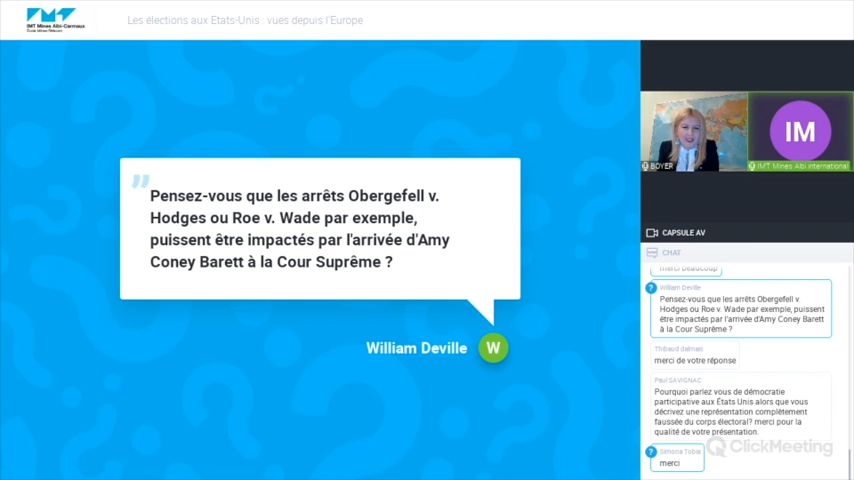 IMT Mines Albi-Carmaux
École Mines-Télécom
Les élections aux Etats-Unis : vues depuis l'Europe
Pensez-vous que les arrêts Obergefell v.
Hodges ou Roe v. Wade par exemple,
puissent être impactés par l'arrivée d'Amy
Coney Barett à la Cour Suprême ?
William Deville
W
IM
BOYER
IMT Mines Albi international
CAPSULE AV
CHAT
merci beaucoup
?
William Deville
Pensez-vous que les arrêts Obergefell v.
Hodges ou Roe v. Wade par exemple, puissent
être impactés par l'arrivée d'Amy Coney Barett
à la Cour Suprême ?
Thibaud delmas
merci de votre réponse
Paul SAVIGNAC
Pourquoi parlez vous de démocratie
participative aux États Unis alors que vous
décrivez une représentation complètement
faussée du corps électoral? merci pour la
qualité de votre présentation.
ClickMeeting
?
Simona Tobia
merci